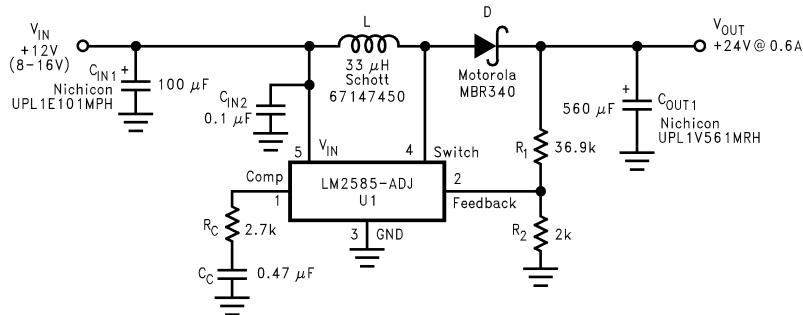 V_IN
+12V
(8-16V)
C_IN1 +
Nichicon
UPL1E101MPH
100 μF
L
33 μH
Schott
67147450
D
Motorola
MBR340
V_OUT
+24V@0.6A
C_IN2
0.1 μF
+
560 μF
C_OUT1
Nichicon
UPL1V561MRH
R_1
36.9k
5
V_IN
4
Switch
Comp
1
LM2585-ADJ
U1
2
Feedback
3
GND
R_C
2.7k
C_C
0.47 μF
R_2
2k